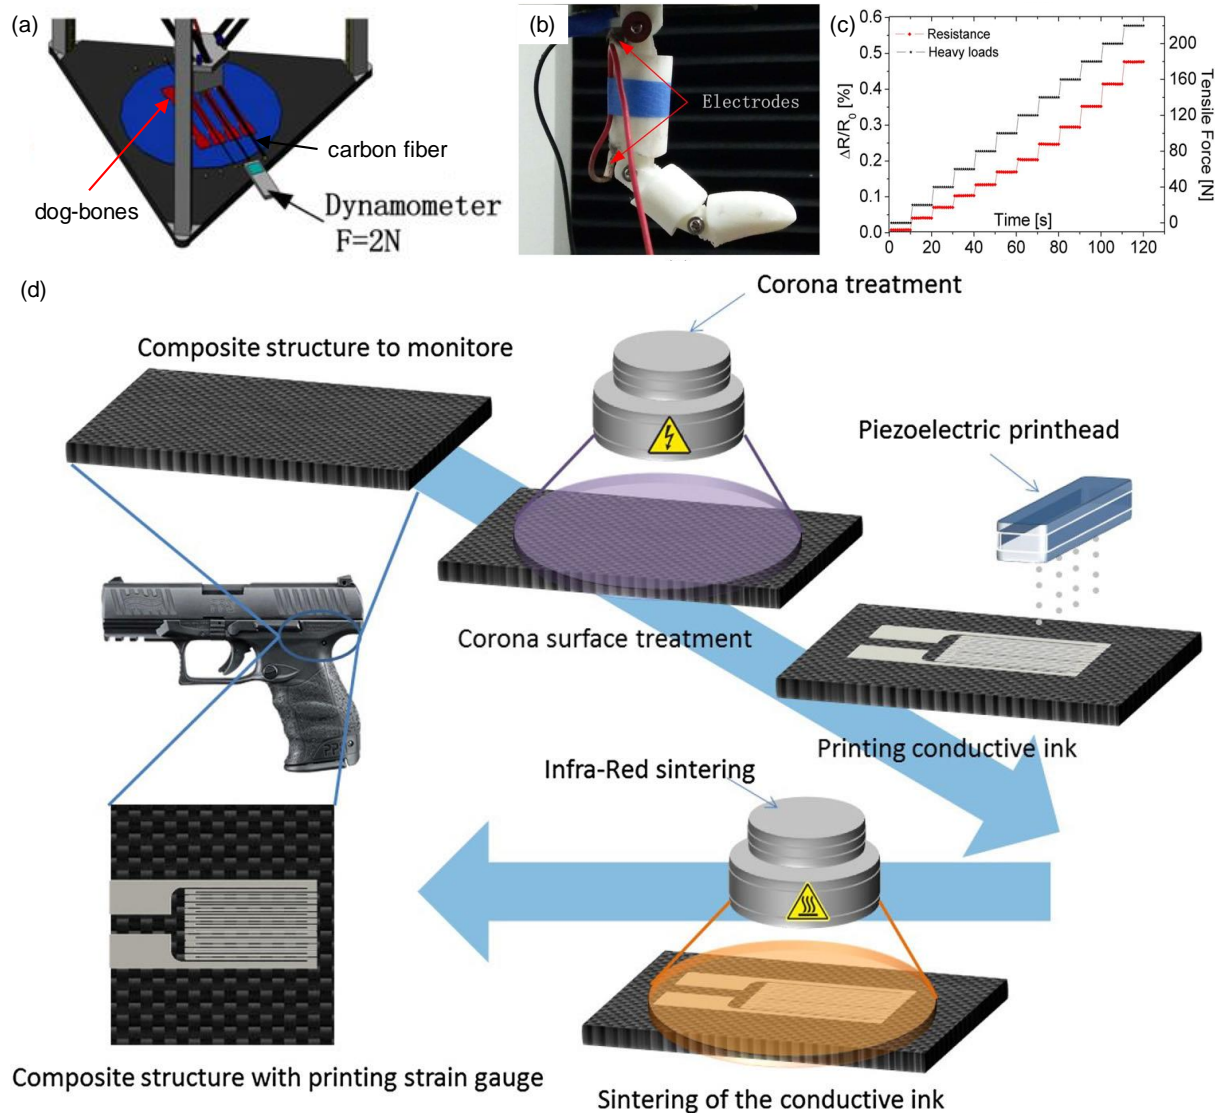 (a)
dog-bones
carbon fiber
Dynamometer
F=2N
(b)
Electrodes
(c)
0.6
0.5
0.4
0.3
0.2
0.1
0.0
ΔR/R0 [%]
Resistance
Heavy loads
200
160
120
80
40
0
Tensile Force [N]
Time [s]
0 20 40 60 80 100 120
(d)
Corona treatment
Composite structure to monitore
Piezoelectric printhead
Corona surface treatment
Printing conductive ink
Infra-Red sintering
Composite structure with printing strain gauge
Sintering of the conductive ink